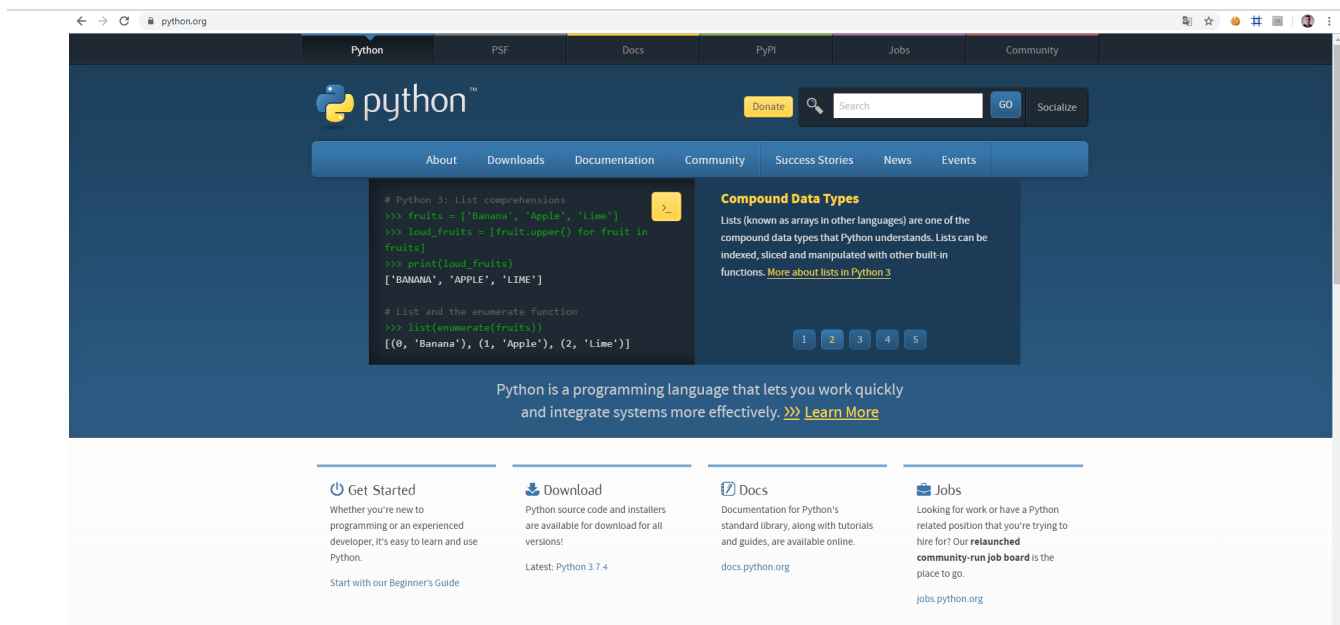 python.org
Python
PSF
Docs
PyPI
Jobs
Community
python™
Donate
Search
GO
Socialize
About
Downloads
Documentation
Community
Success Stories
News
Events
# Python 3: List comprehensions
>>> fruits = ['Banana', 'Apple', 'Lime']
>>> loud_fruits = [fruit.upper() for fruit in
fruits]
>>> print(loud_fruits)
['BANANA', 'APPLE', 'LIME']
# List and the enumerate function
>>> list(enumerate(fruits))
[(0, 'Banana'), (1, 'Apple'), (2, 'Lime')]
>_
Compound Data Types
Lists (known as arrays in other languages) are one of the
compound data types that Python understands. Lists can be
indexed, sliced and manipulated with other built-in
functions. More about lists in Python 3
1
2
3
4
5
Python is a programming language that lets you work quickly
and integrate systems more effectively. >>> Learn More
Get Started
Whether you're new to
programming or an experienced
developer, it's easy to learn and use
Python.
Start with our Beginner's Guide
Download
Python source code and installers
are available for download for all
versions!
Latest: Python 3.7.4
Docs
Documentation for Python's
standard library, along with tutorials
and guides, are available online.
docs.python.org
Jobs
Looking for work or have a Python
related position that you're trying to
hire for? Our relaunched
community-run job board is the
place to go.
jobs.python.org